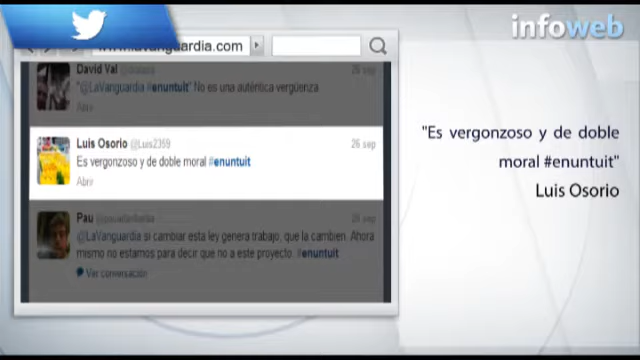 infoweb
www.lavanguardia.com
David Val 26 sep
"@LaVanguardia #enuntuit" No es una auténtica vergüenza
Abrir
Luis Osorio @Luis2359 26 sep
Es vergonzoso y de doble moral #enuntuit
Abrir
Pau 26 sep
@LaVanguardia si cambiar esta ley genera trabajo, que la cambien. Ahora
mismo no estamos para decir que no a este proyecto. #enuntuit
Ver conversación
"Es vergonzoso y de doble
moral #enuntuit"
Luis Osorio